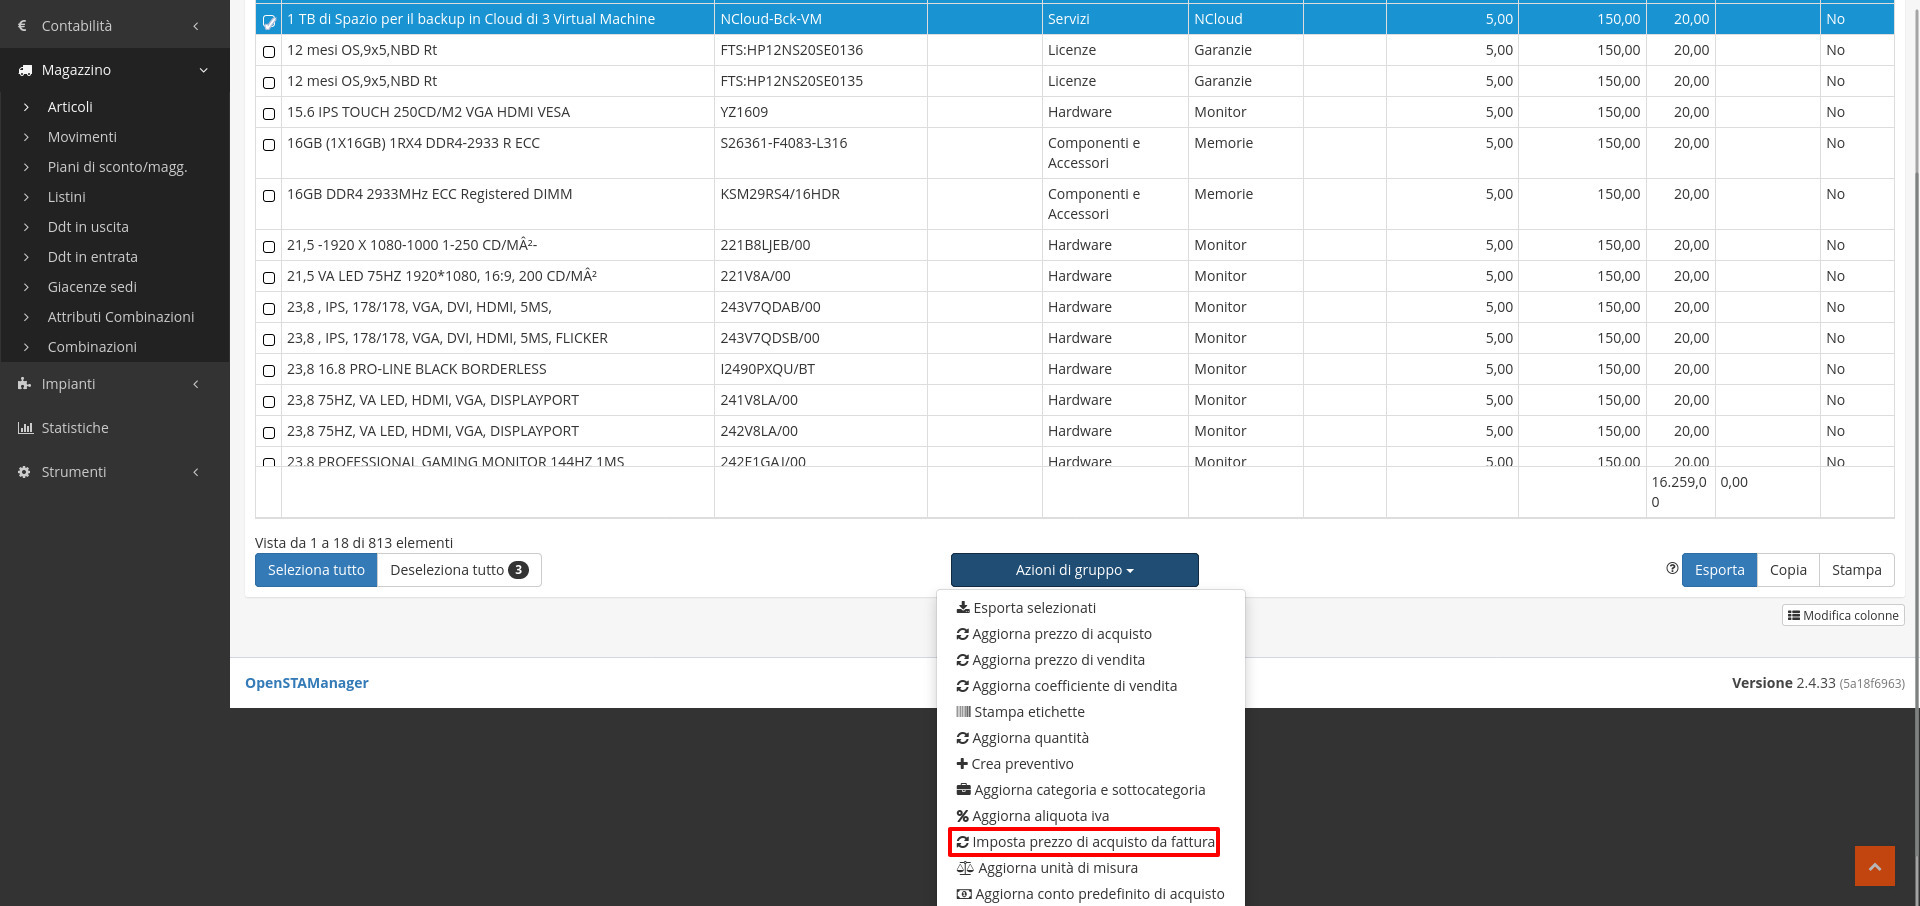 € Contabilità
Magazzino
Articoli
Movimenti
Piani di sconto/magg.
Listini
Ddt in uscita
Ddt in entrata
Giacenze sedi
Attributi Combinazioni
Combinazioni
Impianti
Statistiche
Strumenti
1 TB di Spazio per il backup in Cloud di 3 Virtual Machine NCloud-Bck-VM Servizi NCloud 5,00 150,00 20,00 No
12 mesi OS,9x5,NBD Rt FTS:HP12NS20SE0136 Licenze Garanzie 5,00 150,00 20,00 No
12 mesi OS,9x5,NBD Rt FTS:HP12NS20SE0135 Licenze Garanzie 5,00 150,00 20,00 No
15.6 IPS TOUCH 250CD/M2 VGA HDMI VESA YZ1609 Hardware Monitor 5,00 150,00 20,00 No
16GB (1X16GB) 1RX4 DDR4-2933 R ECC S26361-F4083-L316 Componenti e Memorie 5,00 150,00 20,00 No
Accessori
16GB DDR4 2933MHz ECC Registered DIMM KSM29RS4/16HDR Componenti e Memorie 5,00 150,00 20,00 No
Accessori
21,5 -1920 X 1080-1000 1-250 CD/MÂ²- 221B8LJEB/00 Hardware Monitor 5,00 150,00 20,00 No
21,5 VA LED 75HZ 1920*1080, 16:9, 200 CD/MÂ² 221V8A/00 Hardware Monitor 5,00 150,00 20,00 No
23,8 , IPS, 178/178, VGA, DVI, HDMI, 5MS, 243V7QDAB/00 Hardware Monitor 5,00 150,00 20,00 No
23,8 , IPS, 178/178, VGA, DVI, HDMI, 5MS, FLICKER 243V7QDSB/00 Hardware Monitor 5,00 150,00 20,00 No
23,8 16.8 PRO-LINE BLACK BORDERLESS I2490PXQU/BT Hardware Monitor 5,00 150,00 20,00 No
23,8 75HZ, VA LED, HDMI, VGA, DISPLAYPORT 241V8LA/00 Hardware Monitor 5,00 150,00 20,00 No
23,8 75HZ, VA LED, HDMI, VGA, DISPLAYPORT 242V8LA/00 Hardware Monitor 5,00 150,00 20,00 No
23.8 PROFESSIONAL GAMING MONITOR 144HZ 1MS 242E1GAJ/00 Hardware Monitor 5,00 150,00 20,00 No
16.259,0 0,00
0
Vista da 1 a 18 di 813 elementi
Seleziona tutto Deseleziona tutto 3 Azioni di gruppo Esporta Copia Stampa
Esporta selezionati
Aggiorna prezzo di acquisto
Aggiorna prezzo di vendita
Aggiorna coefficiente di vendita
Stampa etichette
Aggiorna quantità
Crea preventivo
Aggiorna categoria e sottocategoria
Aggiorna aliquota iva
Imposta prezzo di acquisto da fattura
Aggiorna unità di misura
Aggiorna conto predefinito di acquisto
Modifica colonne
OpenSTAManager Versione 2.4.33 (5a18f6963)